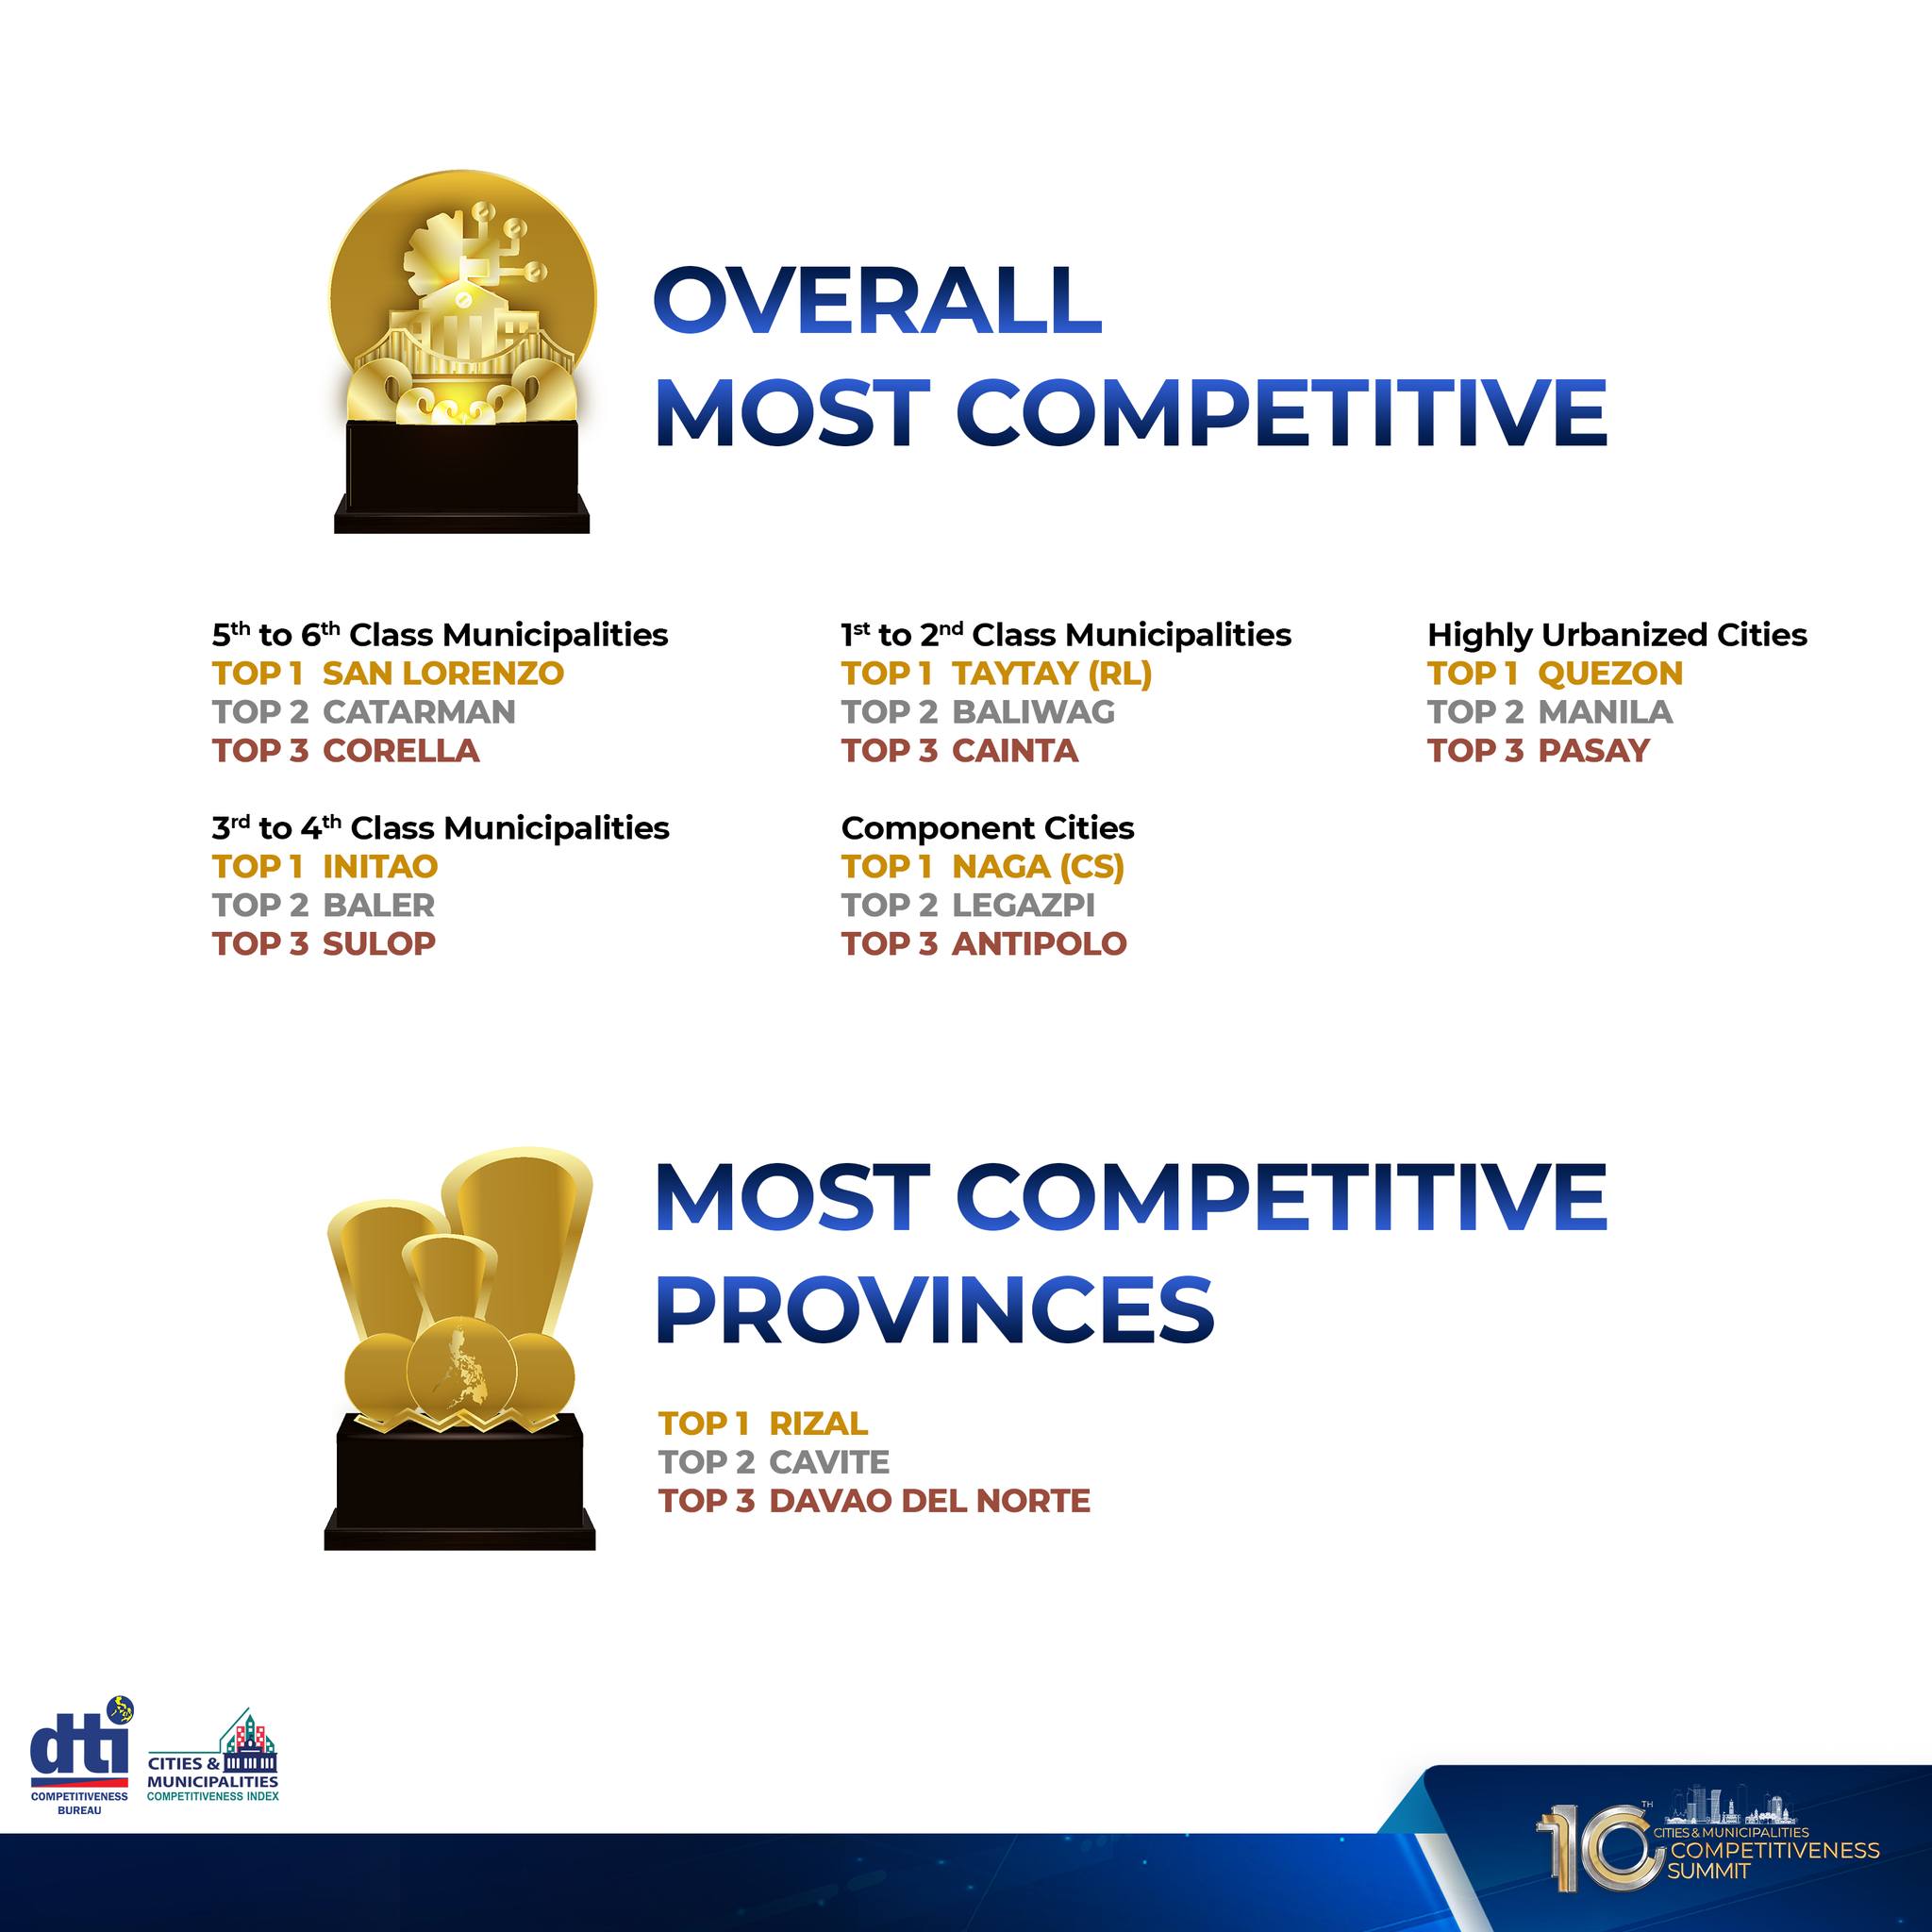 OVERALL
MOST COMPETITIVE
5th to 6th Class Municipalities
TOP 1 SAN LORENZO
TOP 2 CATARMAN
TOP 3 CORELLA
3rd to 4th Class Municipalities
TOP 1 INITAO
TOP 2 BALER
TOP 3 SULOP
1st to 2nd Class Municipalities
TOP 1 TAYTAY (RL)
TOP 2 BALIWAG
TOP 3 CAINTA
Component Cities
TOP 1 NAGA (CS)
TOP 2 LEGAZPI
TOP 3 ANTIPOLO
Highly Urbanized Cities
TOP 1 QUEZON
TOP 2 MANILA
TOP 3 PASAY
MOST COMPETITIVE
PROVINCES
TOP 1 RIZAL
TOP 2 CAVITE
TOP 3 DAVAO DEL NORTE
dti
COMPETITIVENESS
BUREAU
CITIES &
MUNICIPALITIES
COMPETITIVENESS INDEX
10TH
CITIES & MUNICIPALITIES
COMPETITIVENESS
SUMMIT